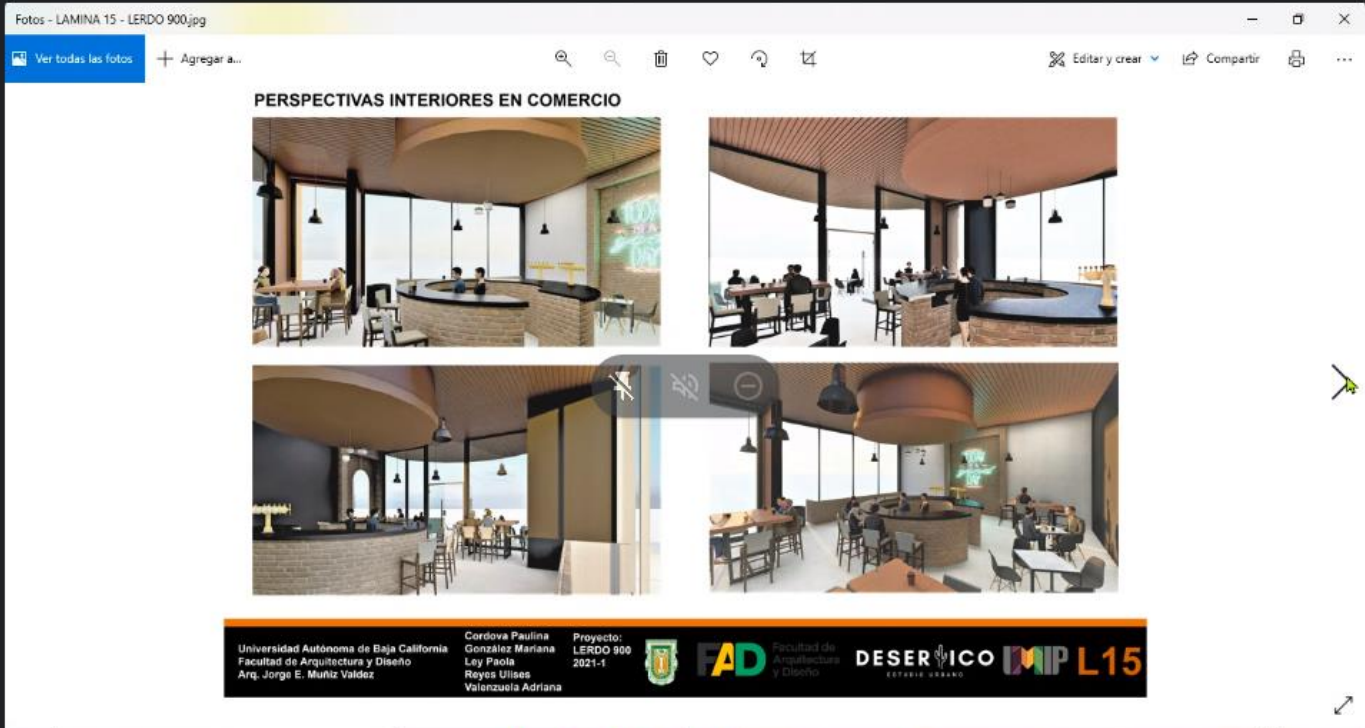 Fotos - LAMINA 15 - LERDO 900.jpg
Ver todas las fotos
Agregar a...
Editar y crear
Compartir
PERSPECTIVAS INTERIORES EN COMERCIO
Universidad Autónoma de Baja California
Facultad de Arquitectura y Diseño
Arq. Jorge E. Muñiz Valdez
Cordova Paulina
González Mariana
Ley Paola
Reyes Ulises
Valenzuela Adriana
Proyecto:
LERDO 900
2021-1
FAD
Facultad de
Arquitectura
y Diseño
DESERTICO
ESTUDIO URBANO
IMIP
L15